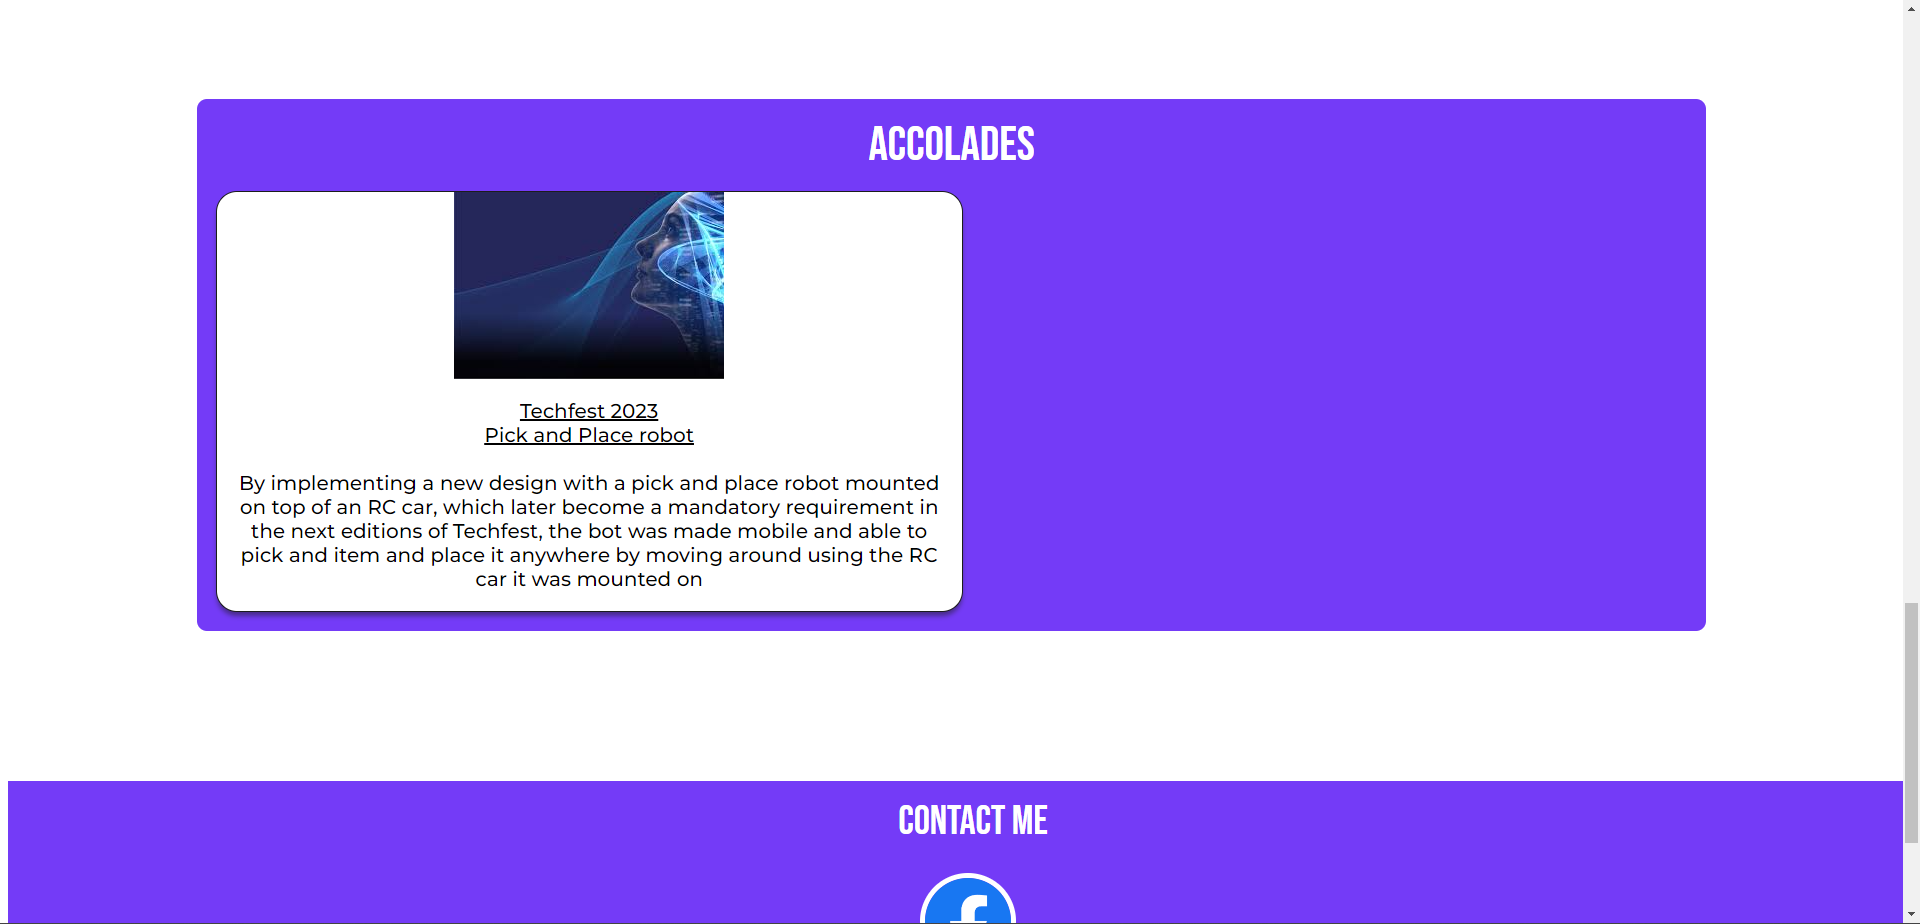 ACCOLADES
Techfest 2023
Pick and Place robot
By implementing a new design with a pick and place robot mounted
on top of an RC car, which later become a mandatory requirement in
the next editions of Techfest, the bot was made mobile and able to
pick and item and place it anywhere by moving around using the RC
car it was mounted on
CONTACT ME